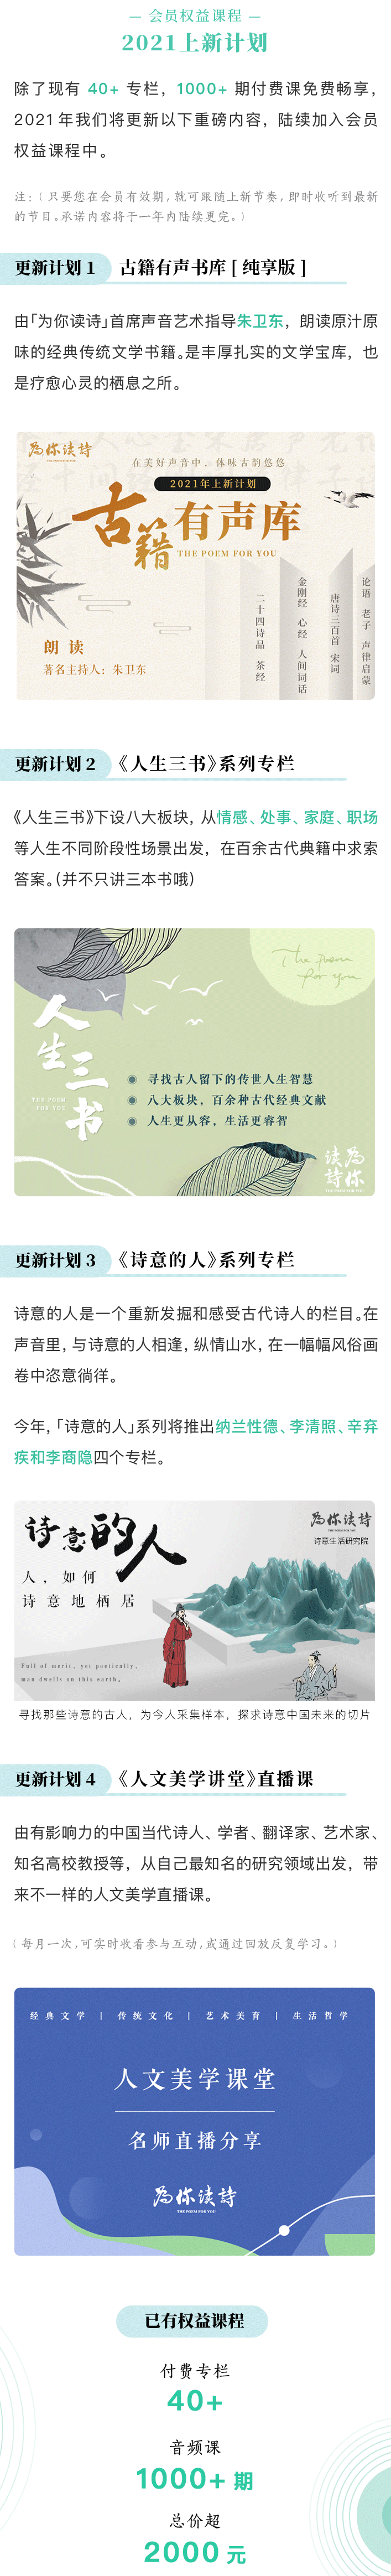 — 会员权益课程 —
2021上新计划
除了现有 40+ 专栏，1000+ 期付费课免费畅享，
2021年我们将更新以下重磅内容，陆续加入会员
权益课程中。
注：( 只要您在会员有效期,就可跟随上新节奏,即时收听到最新
的节目。承诺内容将于一年内陆续更完。)
更新计划 1 古籍有声书库 [ 纯享版 ]
由「为你读诗」首席声音艺术指导朱卫东，朗读原汁原
味的经典传统文学书籍。是丰厚扎实的文学宝库，也
是疗愈心灵的栖息之所。
為你读诗
THE POEM FOR YOU
在美好声音中，体味古韵悠悠
2021年上新计划
古籍有声库
THE POEM FOR YOU
论语 老子 声律启蒙
唐诗三百首 宋词
金刚经 心经 人间词话
二十四诗品 茶经
朗 读
著名主持人：朱卫东
更新计划 2 《人生三书》系列专栏
《人生三书》下设八大板块，从情感、处事、家庭、职场
等人生不同阶段性场景出发，在百余古代典籍中求索
答案。(并不只讲三本书哦)
The Poem
for you
人生三书
THE POEM
FOR YOU
寻找古人留下的传世人生智慧
八大板块，百余种古代经典文献
人生更从容，生活更睿智
為你读诗
更新计划 3 《诗意的人》系列专栏
诗意的人是一个重新发掘和感受古代诗人的栏目。在
声音里，与诗意的人相逢，纵情山水，在一幅幅风俗画
卷中恣意徜徉。
今年，「诗意的人」系列将推出纳兰性德、李清照、辛弃
疾和李商隐四个专栏。
诗意的人
為你读诗
THE POEM FOR YOU
诗意生活研究院
人，如何
诗意地栖居
Full of merit, yet poetically,
man dwells on this earth。
寻找那些诗意的古人，为今人采集样本，探求诗意中国未来的切片
更新计划 4 《人文美学讲堂》直播课
由有影响力的中国当代诗人、学者、翻译家、艺术家、
知名高校教授等，从自己最知名的研究领域出发，带
来不一样的人文美学直播课。
( 每月一次,可实时收看参与互动,或通过回放反复学习。)
经典文学 | 传统文化 | 艺术美育 | 生活哲学
人文美学课堂
名师直播分享
為你读诗
THE POEM FOR YOU
已有权益课程
付费专栏
40+
音频课
1000+ 期
总价超
2000 元